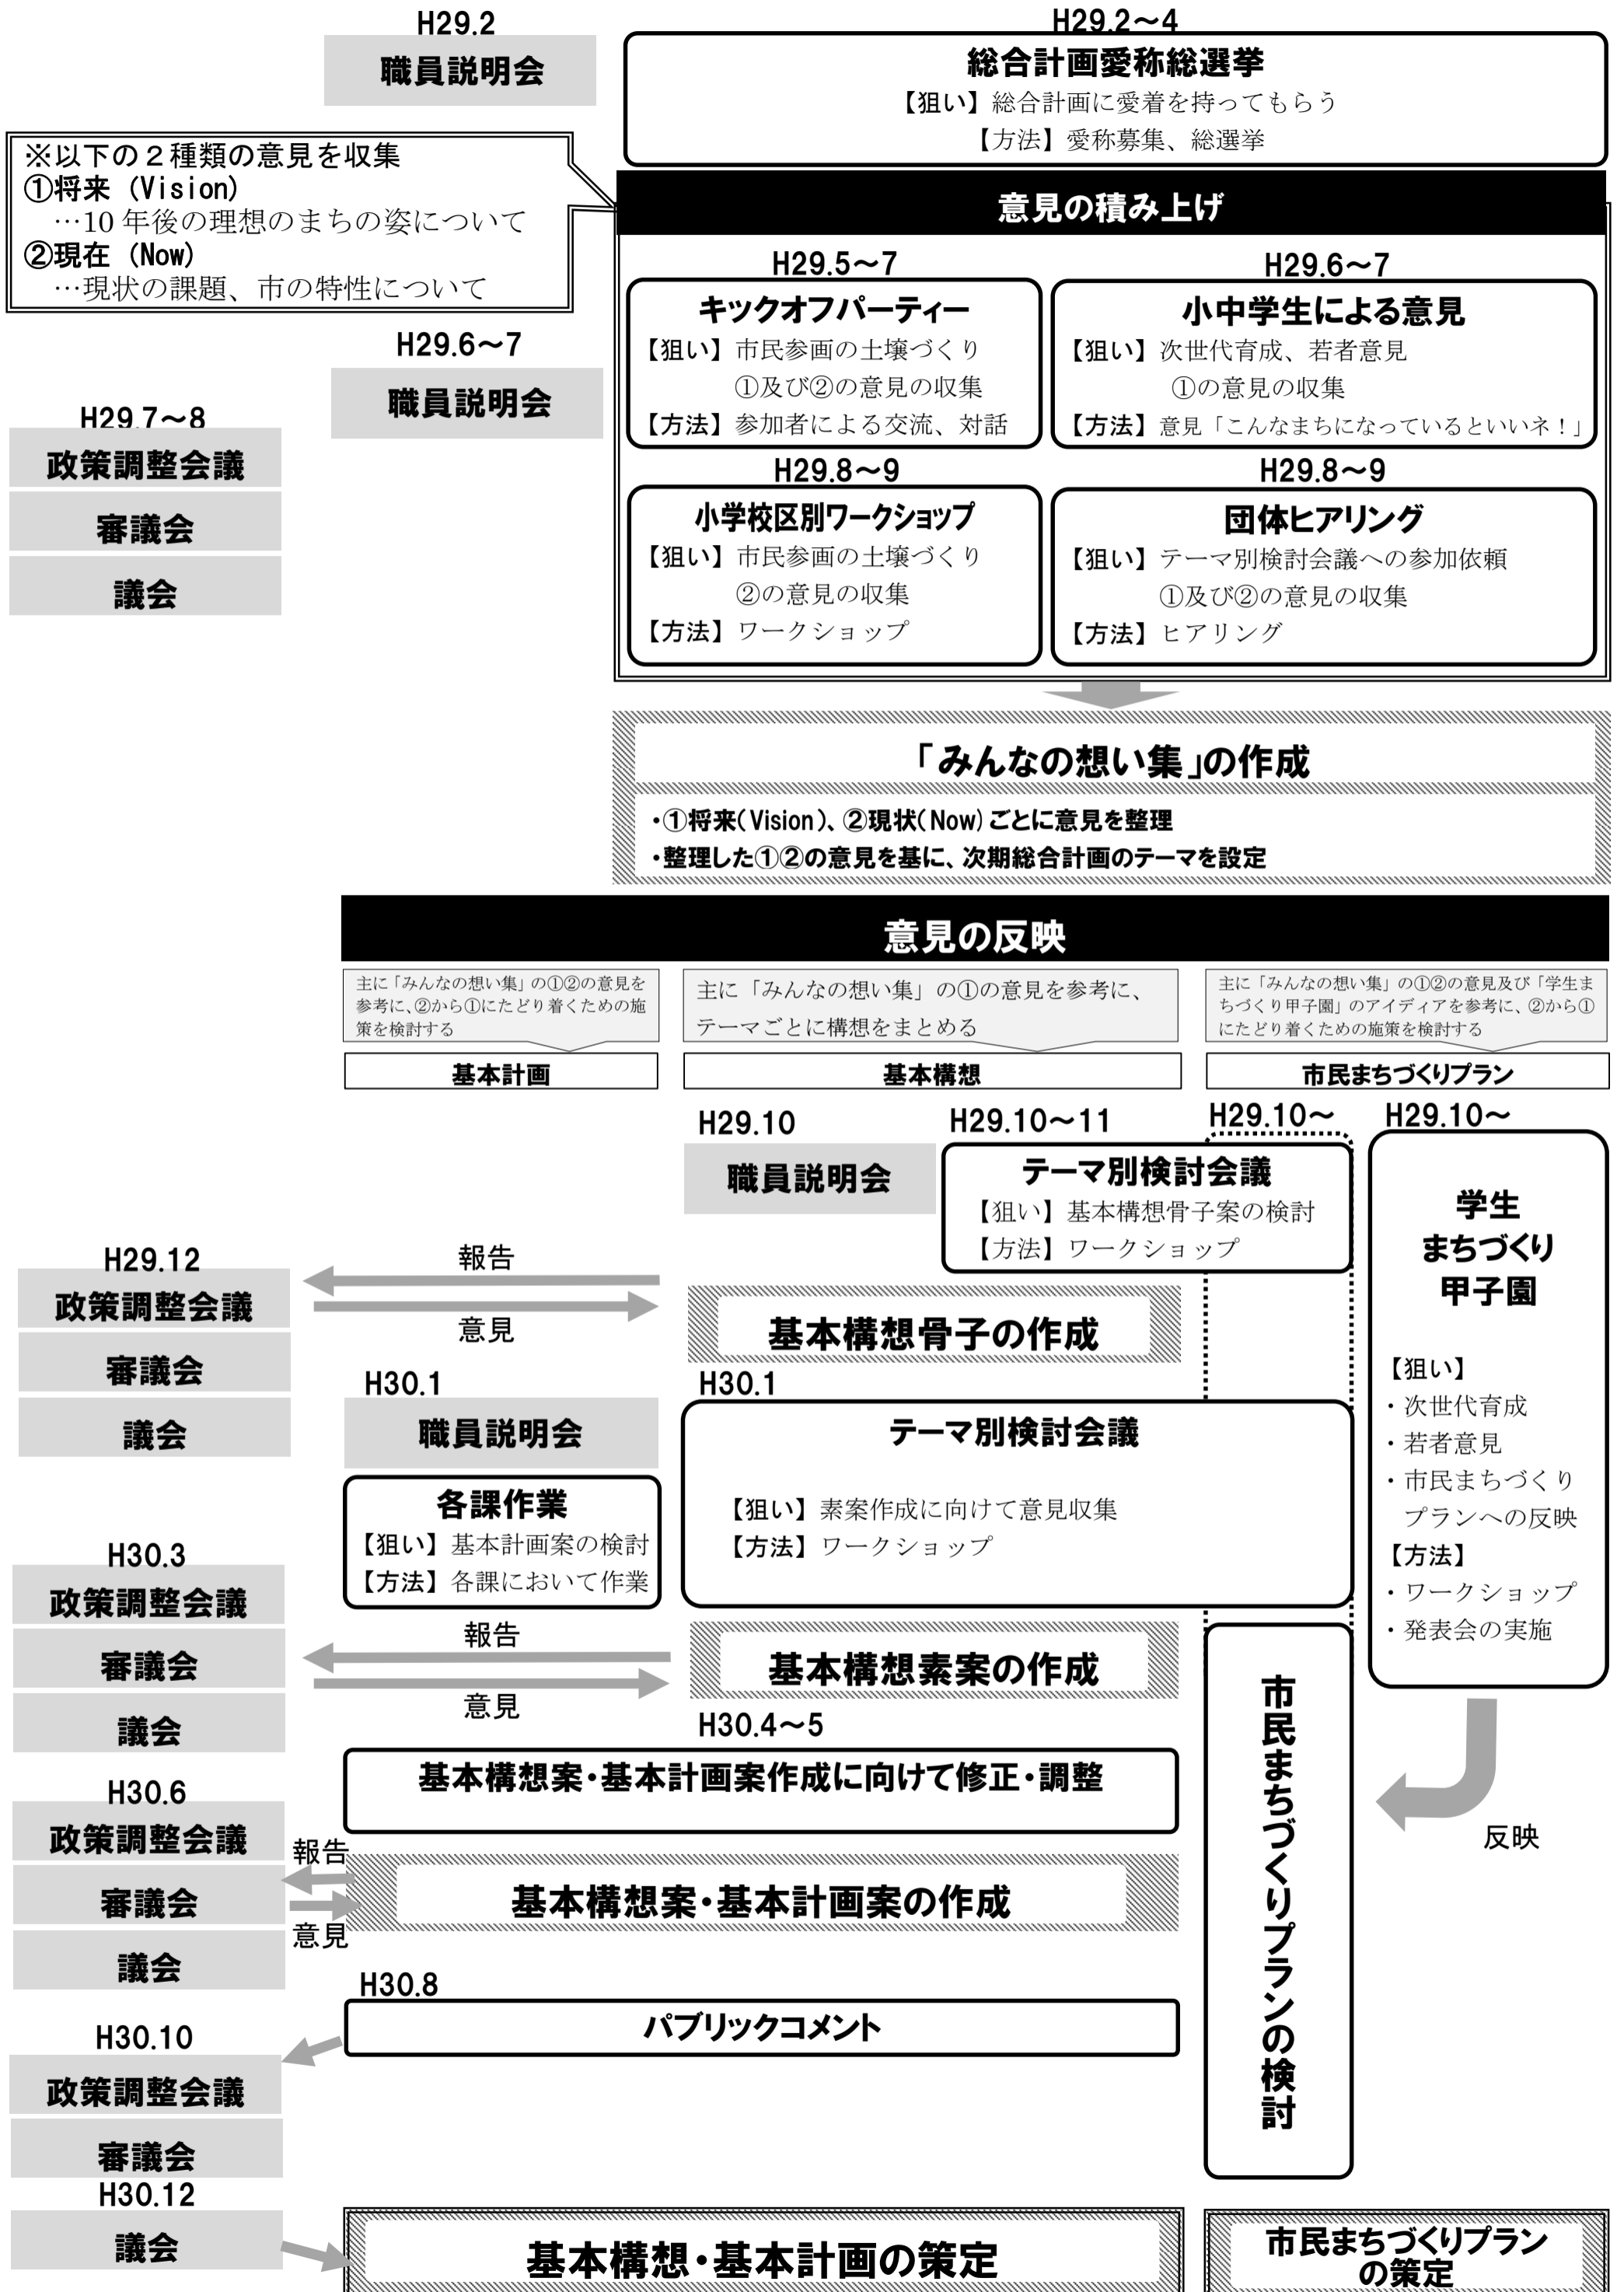 H29.2
職員説明会
H29.2～4
総合計画愛称総選挙
【狙い】総合計画に愛着を持ってもらう
【方法】愛称募集、総選挙
※以下の２種類の意見を収集
①将来（Vision）
…10 年後の理想のまちの姿について
②現在（Now）
…現状の課題、市の特性について
意見の積み上げ
H29.5～7
キックオフパーティー
【狙い】市民参画の土壌づくり
①及び②の意見の収集
【方法】参加者による交流、対話
H29.6～7
小中学生による意見
【狙い】次世代育成、若者意見
①の意見の収集
【方法】意見「こんなまちになっているといいネ！」
H29.6～7
職員説明会
H29.7～8
政策調整会議
審議会
議会
H29.8～9
小学校区別ワークショップ
【狙い】市民参画の土壌づくり
②の意見の収集
【方法】ワークショップ
H29.8～9
団体ヒアリング
【狙い】テーマ別検討会議への参加依頼
①及び②の意見の収集
【方法】ヒアリング
「みんなの想い集」の作成
・①将来（Vision）、②現状（Now）ごとに意見を整理
・整理した①②の意見を基に、次期総合計画のテーマを設定
意見の反映
主に「みんなの想い集」の①②の意見を
参考に、②から①にたどり着くための施
策を検討する
主に「みんなの想い集」の①の意見を参考に、
テーマごとに構想をまとめる
主に「みんなの想い集」の①②の意見及び「学生ま
ちづくり甲子園」のアイディアを参考に、②から①
にたどり着くための施策を検討する
基本計画
基本構想
市民まちづくりプラン
H29.10
職員説明会
H29.10～11
テーマ別検討会議
【狙い】基本構想骨子案の検討
【方法】ワークショップ
H29.10～
H29.10～
学生
まちづくり
甲子園
【狙い】
・次世代育成
・若者意見
・市民まちづくり
プランへの反映
【方法】
・ワークショップ
・発表会の実施
H29.12
政策調整会議
審議会
議会
報告
意見
基本構想骨子の作成
H30.1
職員説明会
各課作業
【狙い】基本計画案の検討
【方法】各課において作業
H30.1
テーマ別検討会議
【狙い】素案作成に向けて意見収集
【方法】ワークショップ
H30.3
政策調整会議
審議会
議会
報告
意見
基本構想素案の作成
市民まちづくりプランの検討
反映
H30.4～5
基本構想案・基本計画案作成に向けて修正・調整
H30.6
政策調整会議
審議会
議会
報告
意見
基本構想案・基本計画案の作成
H30.8
パブリックコメント
H30.10
政策調整会議
審議会
H30.12
議会
基本構想・基本計画の策定
市民まちづくりプラン
の策定